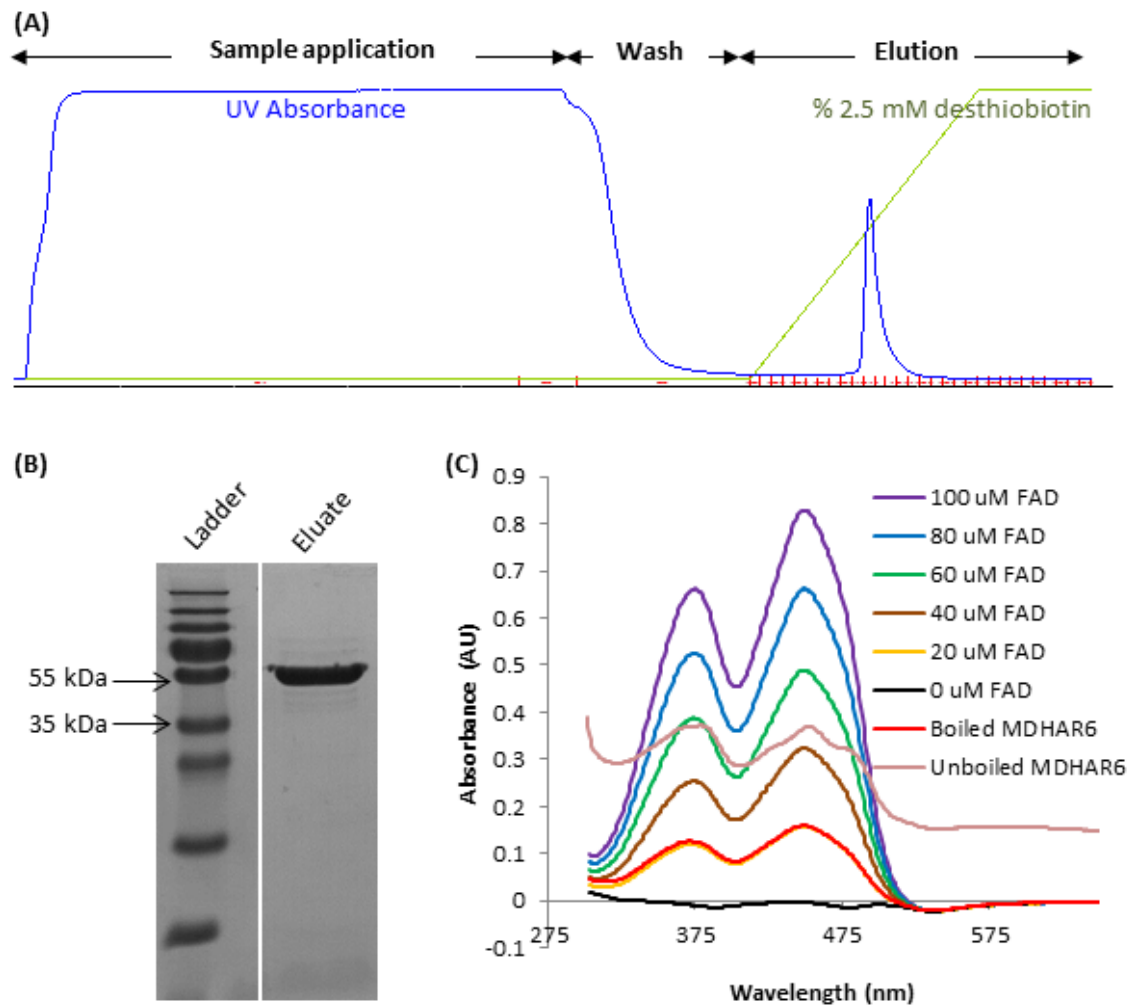 (A)
Sample application
Wash
Elution
UV Absorbance
% 2.5 mM desthiobiotin
(B)
Ladder
Eluate
55 kDa
35 kDa
(C)
Absorbance (AU)
0.9
0.8
0.7
0.6
0.5
0.4
0.3
0.2
0.1
0
-0.1
275
375
475
575
Wavelength (nm)
100 uM FAD
80 uM FAD
60 uM FAD
40 uM FAD
20 uM FAD
0 uM FAD
Boiled MDHAR6
Unboiled MDHAR6